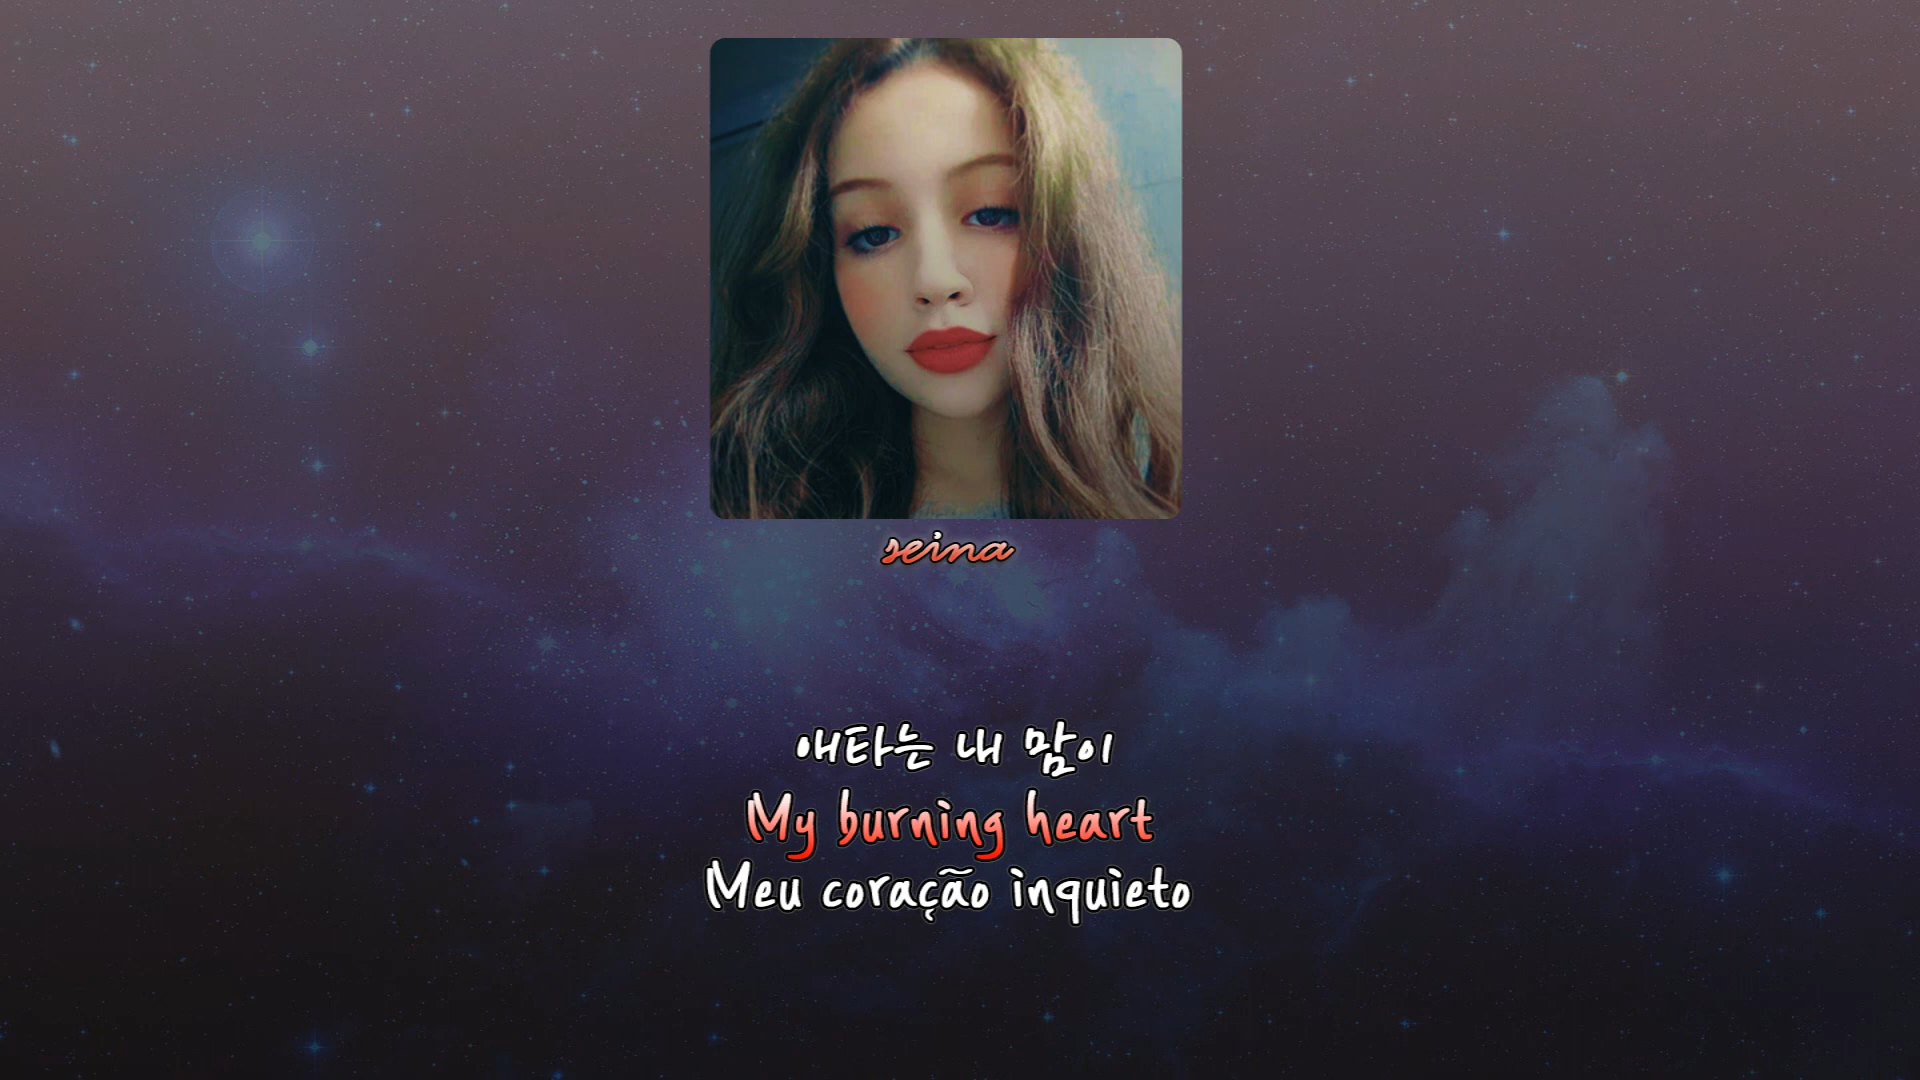 seina
애타는 내 맘이
My burning heart
Meu coração inquieto